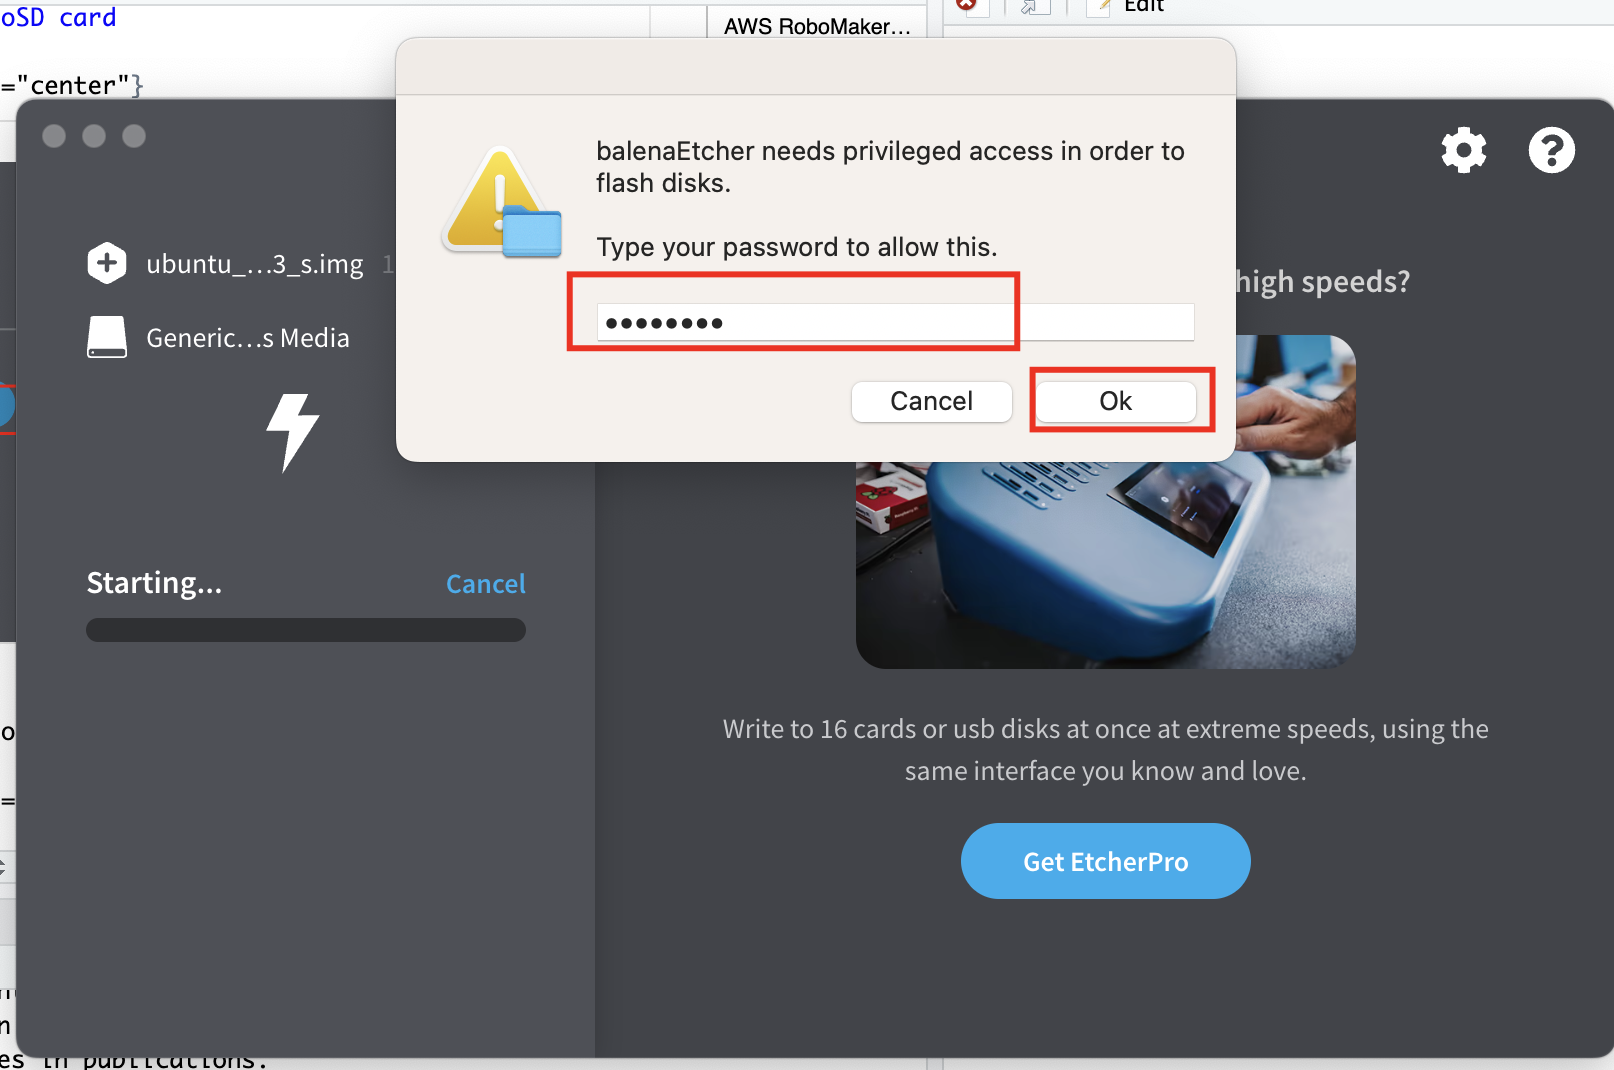 oSD card
AWS RoboMaker...
Edit
="center"}
balenaEtcher needs privileged access in order to
flash disks.
Type your password to allow this.
Cancel
Ok
ubuntu_...3_s.img
Generic...s Media
high speeds?
Starting...
Cancel
Write to 16 cards or usb disks at once at extreme speeds, using the
same interface you know and love.
Get EtcherPro
es in publications.